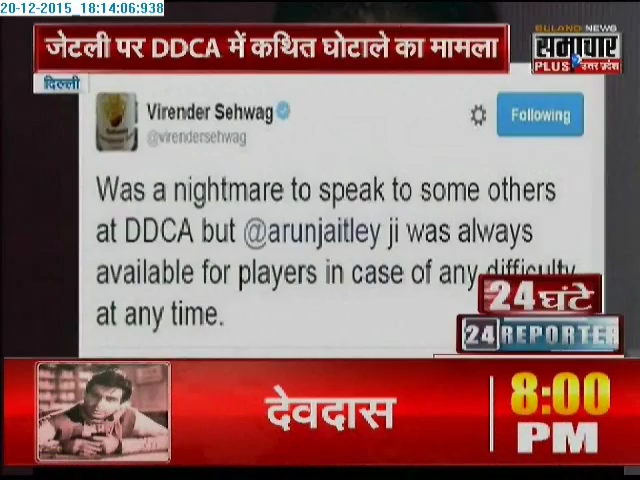 20-12-2015_18:14:06:938
BULAND NEWS
जेटली पर DDCA में कथित घोटाले का मामला
समाचार
PLUS उत्तर प्रदेश
दिल्ली
Virender Sehwag
@virendersehwag
Following
Was a nightmare to speak to some others
at DDCA but @arunjaitley ji was always
available for players in case of any difficulty
at any time.
24 घंटे
24 REPORTER
देवदास
8:00
PM